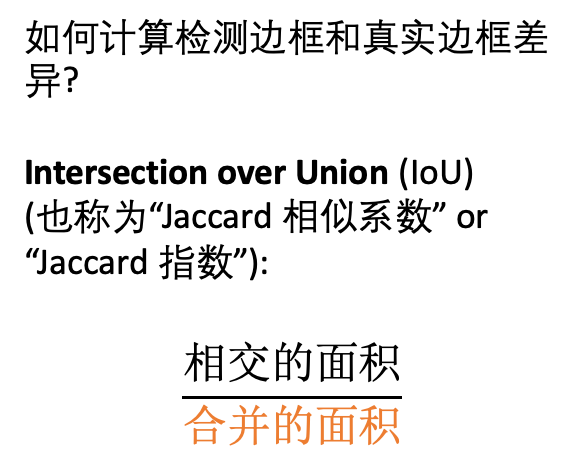 如何计算检测边框和真实边框差
异?
Intersection over Union (IoU)
(也称为“Jaccard 相似系数” or
“Jaccard 指数”):
相交的面积
合并的面积